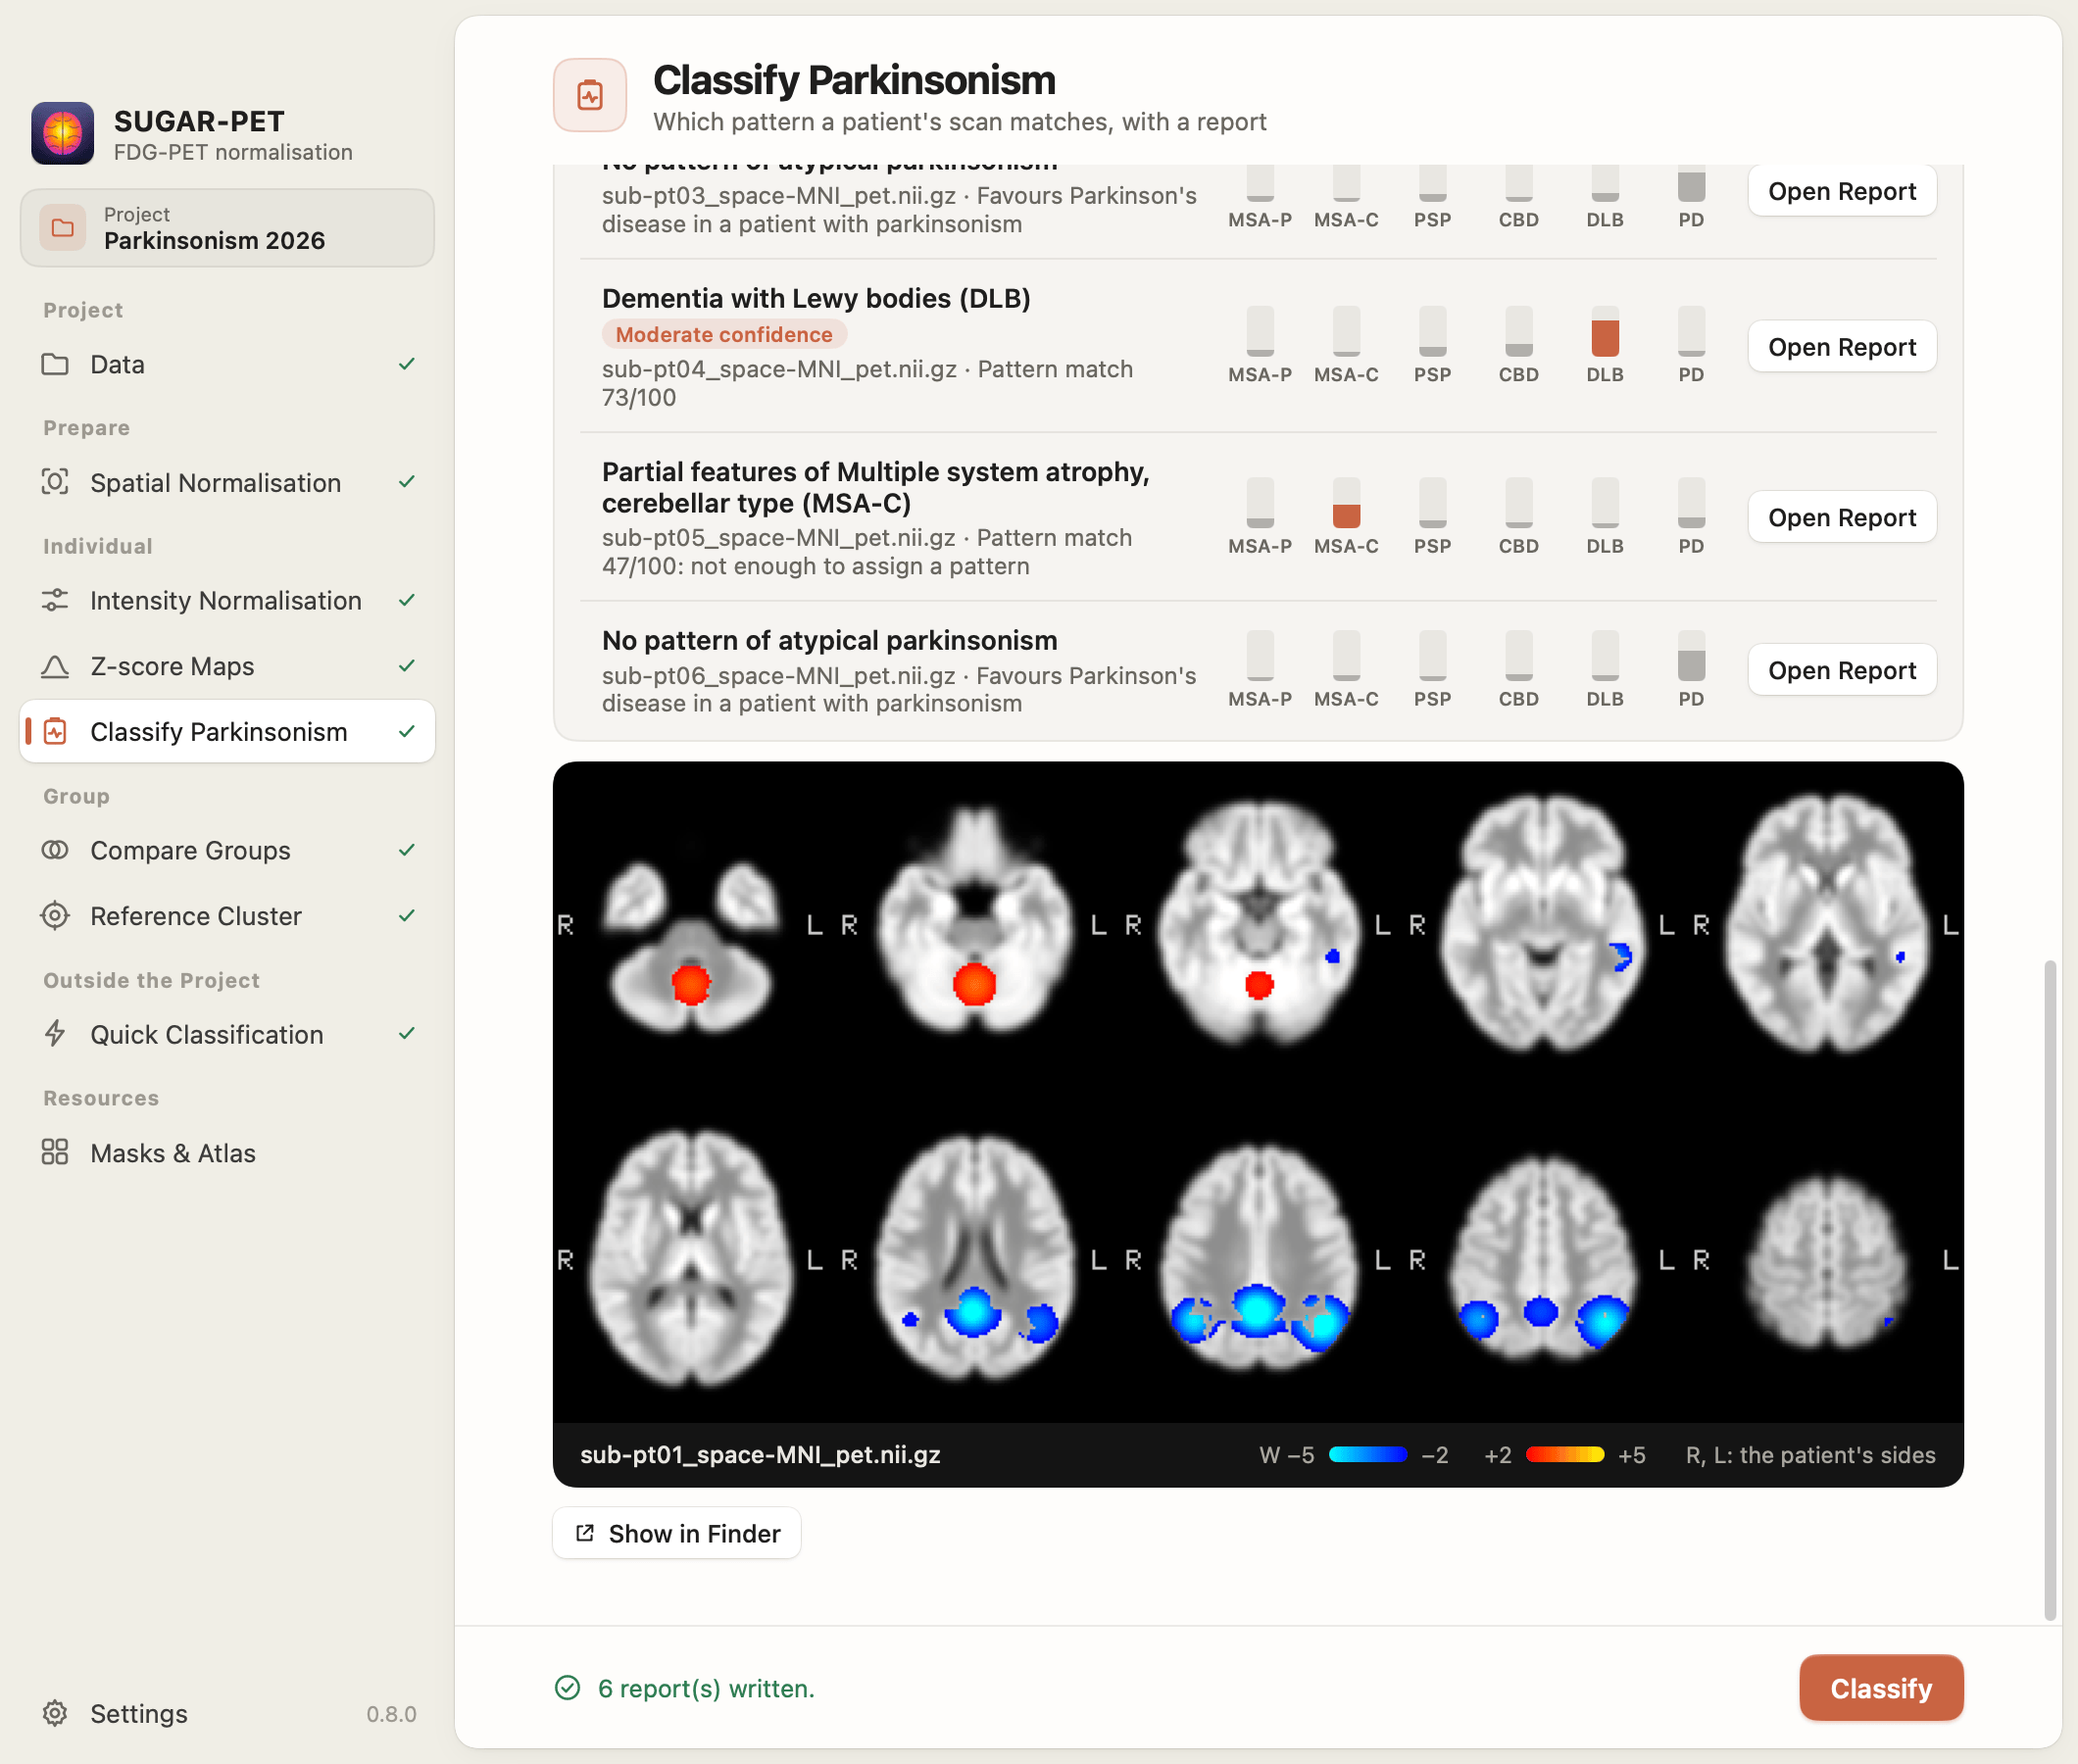 SUGAR-PET
FDG-PET normalisation
Project
Parkinsonism 2026
Project
Data
Prepare
Spatial Normalisation
Individual
Intensity Normalisation
Z-score Maps
Classify Parkinsonism
Group
Compare Groups
Reference Cluster
Outside the Project
Quick Classification
Resources
Masks & Atlas
Settings
0.8.0
Classify Parkinsonism
Which pattern a patient's scan matches, with a report
No pattern of atypical parkinsonism
sub-pt03_space-MNI_pet.nii.gz · Favours Parkinson's
disease in a patient with parkinsonism
MSA-P MSA-C PSP CBD DLB PD
Open Report
Dementia with Lewy bodies (DLB)
Moderate confidence
sub-pt04_space-MNI_pet.nii.gz · Pattern match
73/100
MSA-P MSA-C PSP CBD DLB PD
Open Report
Partial features of Multiple system atrophy,
cerebellar type (MSA-C)
sub-pt05_space-MNI_pet.nii.gz · Pattern match
47/100: not enough to assign a pattern
MSA-P MSA-C PSP CBD DLB PD
Open Report
No pattern of atypical parkinsonism
sub-pt06_space-MNI_pet.nii.gz · Favours Parkinson's
disease in a patient with parkinsonism
MSA-P MSA-C PSP CBD DLB PD
Open Report
R L R L R L R L R L
R L R L R L R L R L
sub-pt01_space-MNI_pet.nii.gz
W −5 −2 +2 +5 R, L: the patient's sides
Show in Finder
6 report(s) written.
Classify